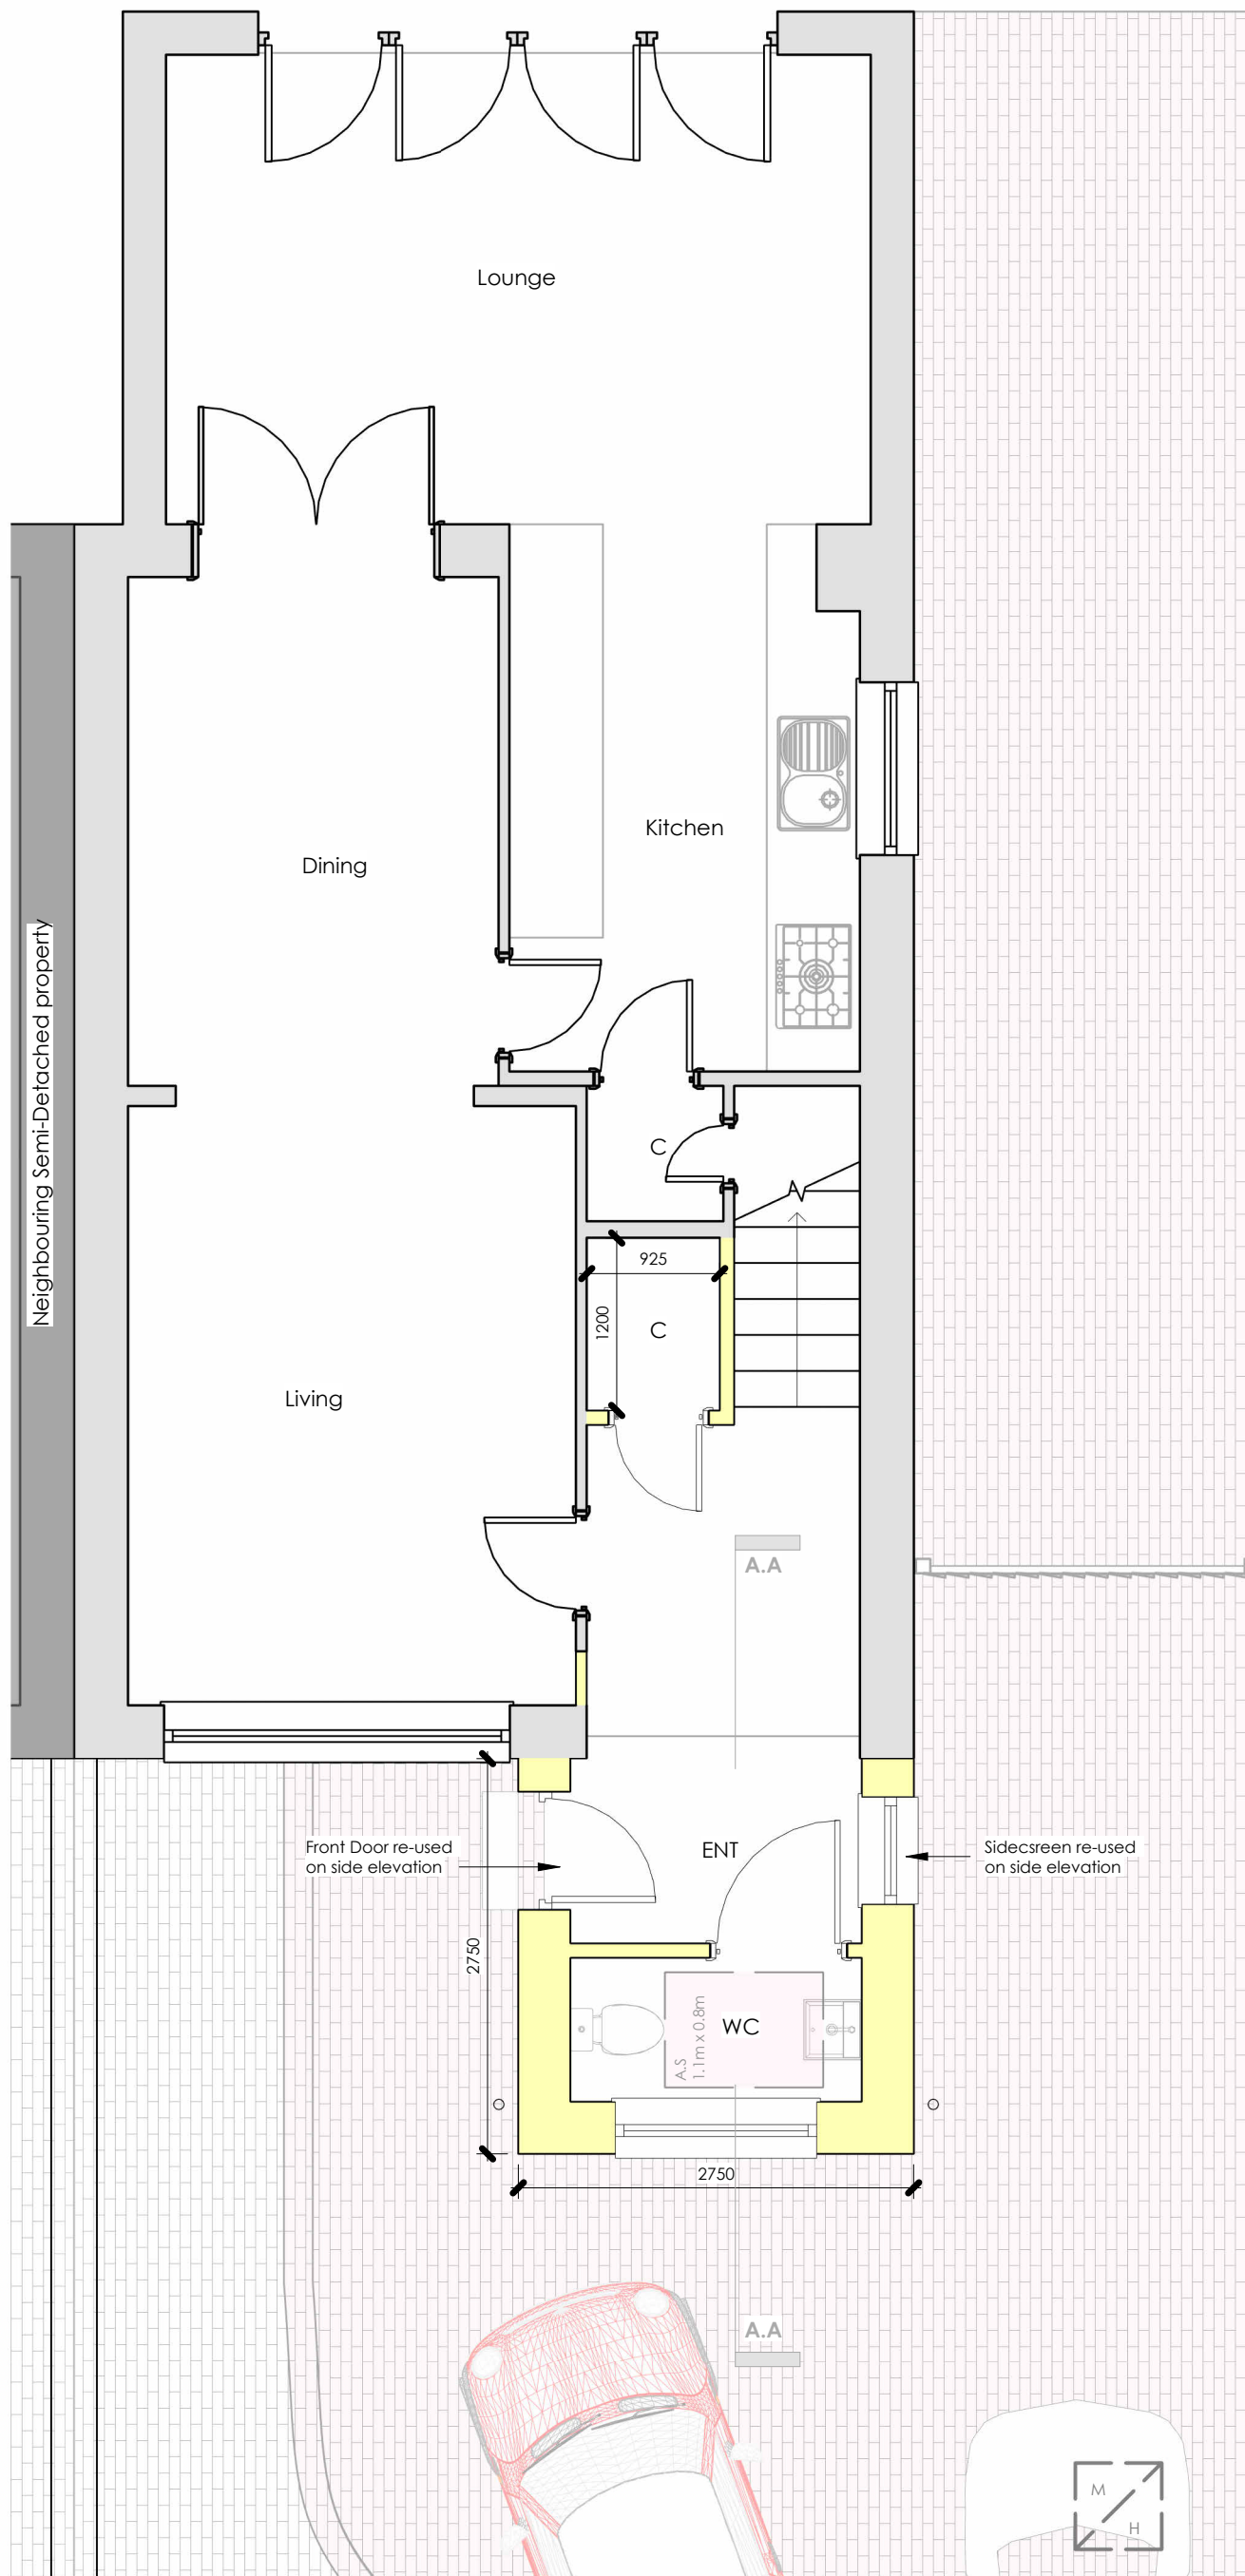 Lounge
Kitchen
Dining
Neighbouring Semi-Detached property
C
925
1200
C
Living
A.A
Front Door re-used
on side elevation
ENT
Sidecsreen re-used
on side elevation
2750
WC
A.S
1.1m x 0.8m
2750
A.A
M
H